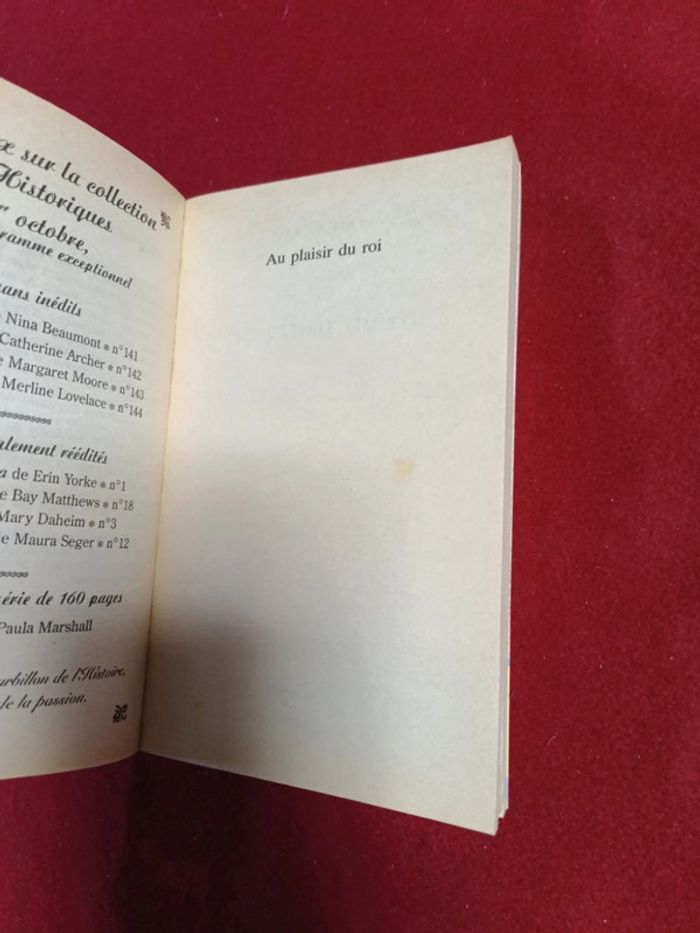 sur la collection
Historiques
octobre,
ramme exceptionnel
ans inédits
Nina Beaumont * n°141
Catherine Archer * n°142
Margaret Moore * n°143
Merline Lovelace * n°144
alement réédités
a de Erin Yorke * n°1
e Bay Matthews * n°18
Mary Daheim * n°3
e Maura Seger * n°12
érie de 160 pages
Paula Marshall
urbillon de l'Histoire,
de la passion.
Au plaisir du roi